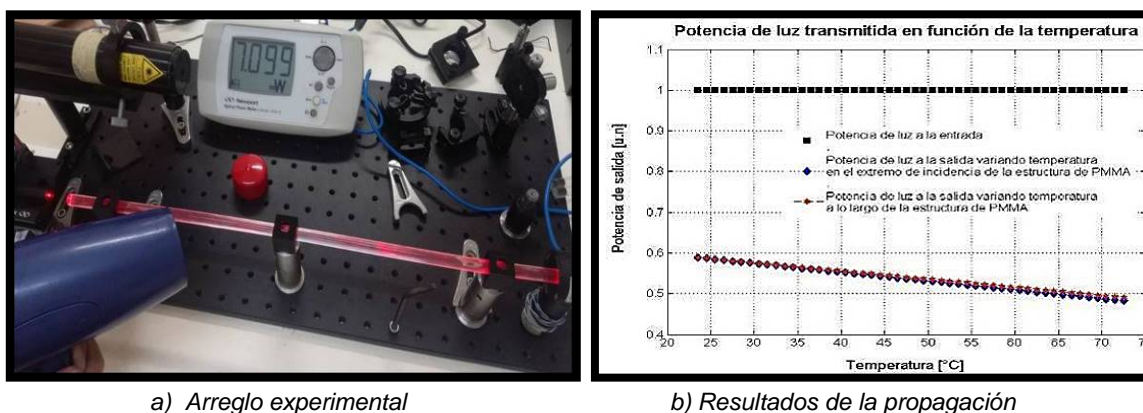 7.099
W
Newport
Potencia de luz transmitida en función de la temperatura
1.1
1
0.9
0.8
0.7
0.6
0.5
0.4
Potencia de salida [u.n]
Potencia de luz a la entrada
Potencia de luz a la salida variando temperatura
en el extremo de incidencia de la estructura de PMMA
Potencia de luz a la salida variando temperatura
a lo largo de la estructura de PMMA
20 25 30 35 40 45 50 55 60 65 70
Temperatura [°C]
a) Arreglo experimental
b) Resultados de la propagación